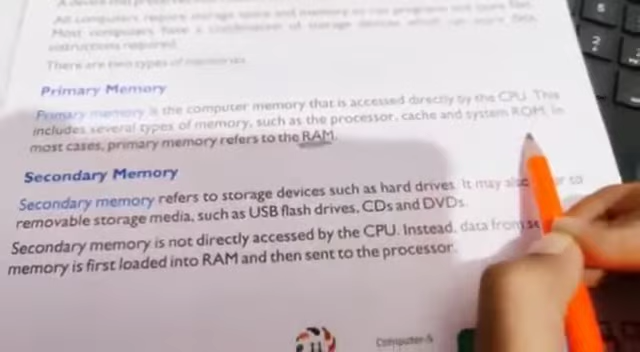 All computers require storage space and memory to run programs and store files.
Most computers have a combination of storage devices which can store data,
instructions required.
There are two types of memories
Primary Memory
Primary memory is the computer memory that is accessed directly by the CPU. This
includes several types of memory, such as the processor, cache and system ROM. In
most cases, primary memory refers to the RAM.
Secondary Memory
Secondary memory refers to storage devices such as hard drives. It may also to
removable storage media, such as USB flash drives, CDs and DVDs.
Secondary memory is not directly accessed by the CPU. Instead, data from
memory is first loaded into RAM and then sent to the processor.
Computer-5
6
2